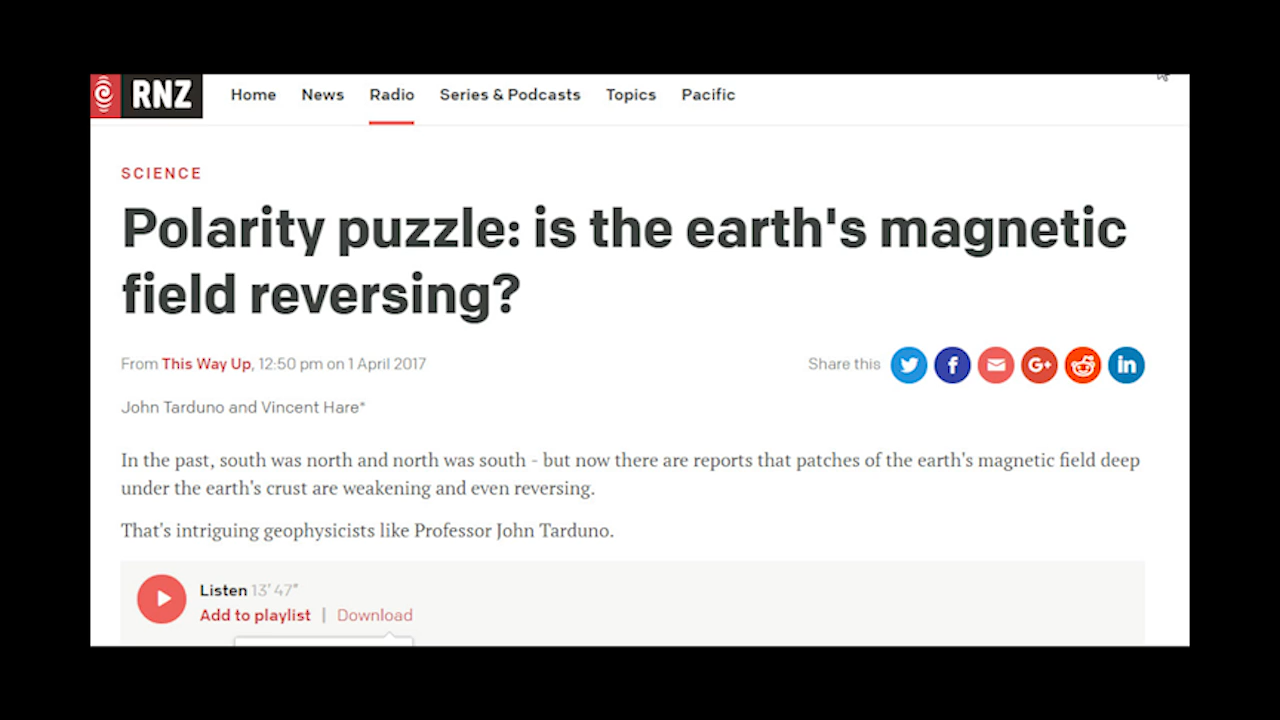 RNZ Home News Radio Series & Podcasts Topics Pacific
SCIENCE
Polarity puzzle: is the earth's magnetic
field reversing?
From This Way Up, 12:50 pm on 1 April 2017 Share this
John Tarduno and Vincent Hare*
In the past, south was north and north was south - but now there are reports that patches of the earth's magnetic field deep
under the earth's crust are weakening and even reversing.
That's intriguing geophysicists like Professor John Tarduno.
Listen 13′ 47″
Add to playlist | Download